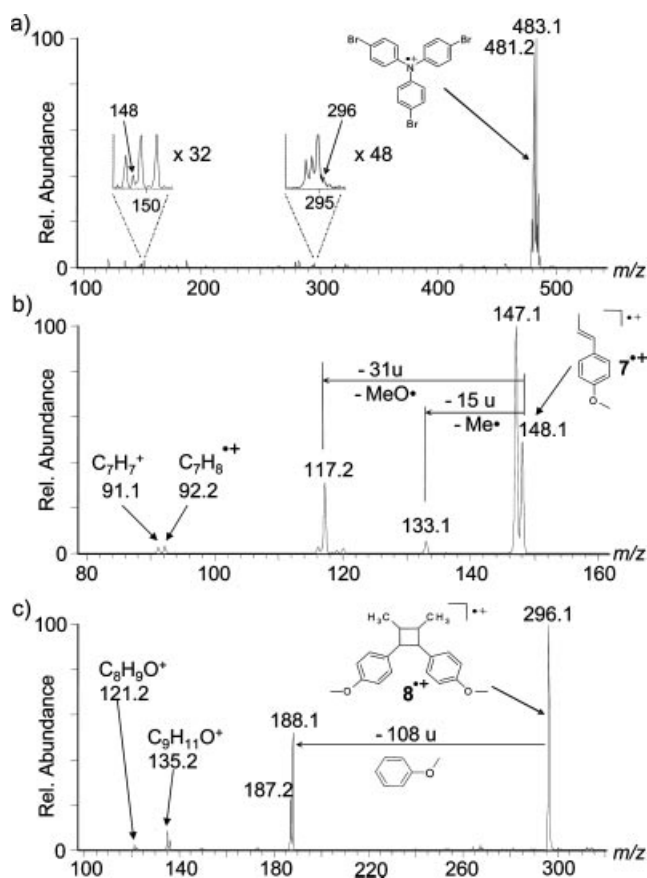 a)
100
Rel. Abundance
0
148
x 32
150
296
x 48
295
Br
Br
N
•+
Br
483.1
481.2
100
200
300
400
500
m/z
b)
100
Rel. Abundance
0
147.1
•+
7•+
O
148.1
- 31u
- MeO•
- 15 u
- Me•
C7H7+
91.1
C7H8•+
92.2
117.2
133.1
80
100
120
140
160
m/z
c)
100
Rel. Abundance
0
H3C
CH3
•+
O
O
8•+
296.1
C8H9O+
121.2
C9H11O+
135.2
188.1
187.2
- 108 u
O
100
140
180
220
260
300
m/z